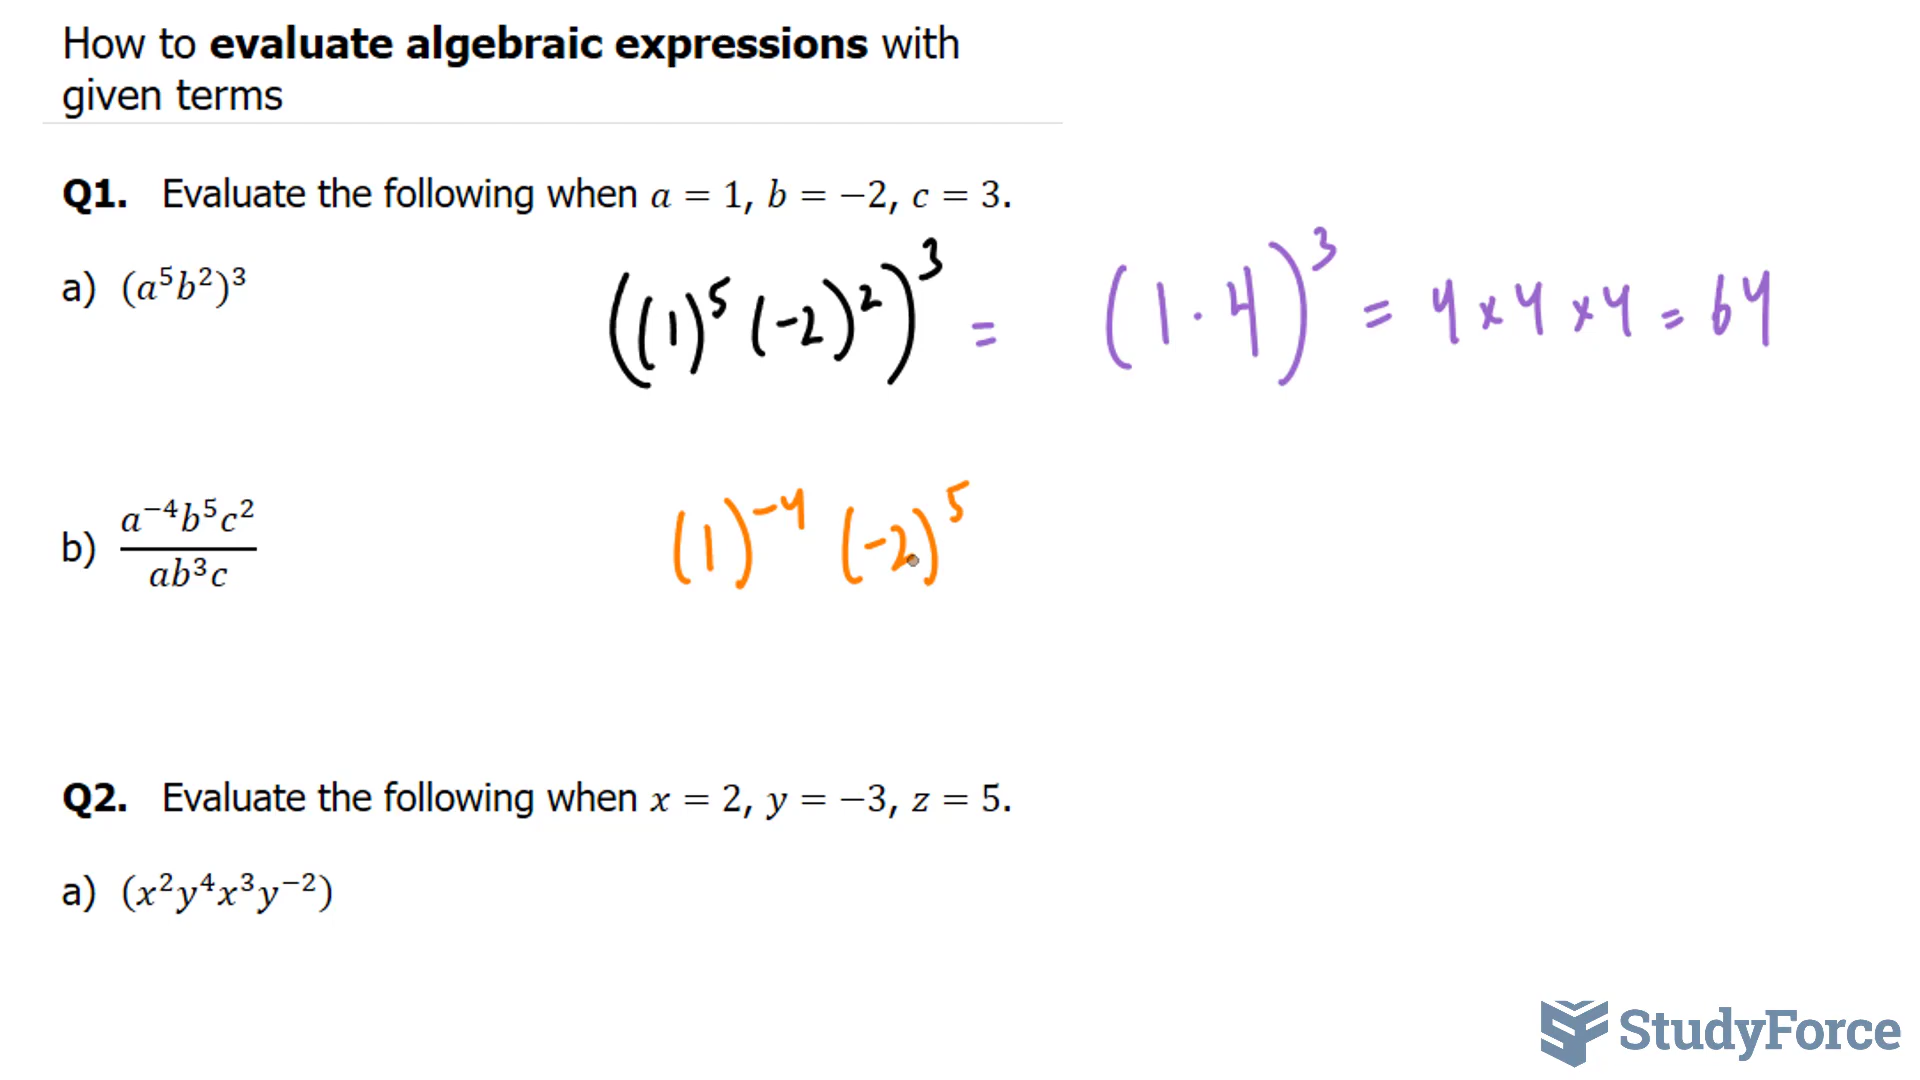 How to evaluate algebraic expressions with
given terms
Q1. Evaluate the following when a = 1, b = −2, c = 3.
a) (a⁵b²)³ ((1)⁵(-2)²)³ = (1·4)³ = 4×4×4 = 64
b) a⁻⁴b⁵c² / ab³c (1)⁻⁴ (-2)⁵
Q2. Evaluate the following when x = 2, y = −3, z = 5.
a) (x²y⁴x³y⁻²)
StudyForce